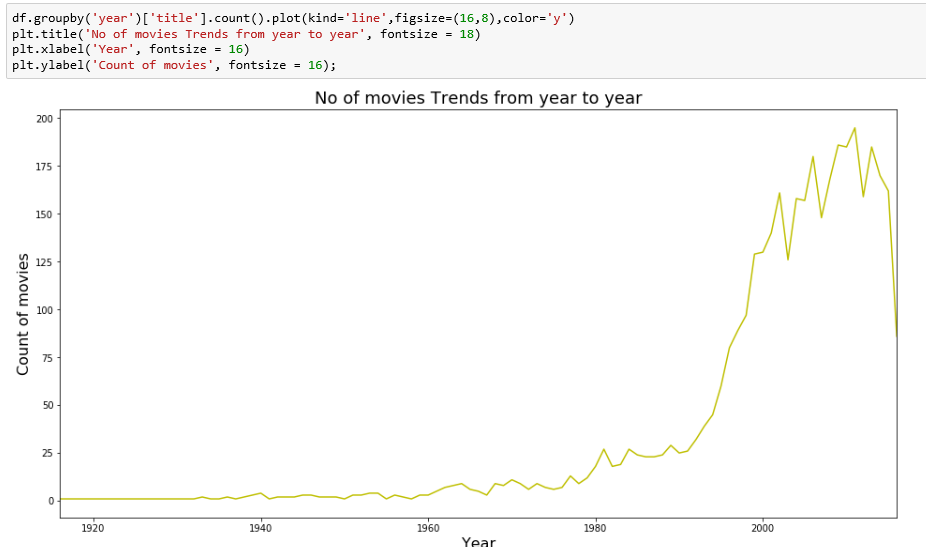 df.groupby('year')['title'].count().plot(kind='line',figsize=(16,8),color='y')
plt.title('No of movies Trends from year to year', fontsize = 18)
plt.xlabel('Year', fontsize = 16)
plt.ylabel('Count of movies', fontsize = 16);
No of movies Trends from year to year
200
175
150
125
100
75
50
25
0
Count of movies
1920 1940 1960 1980 2000
Year